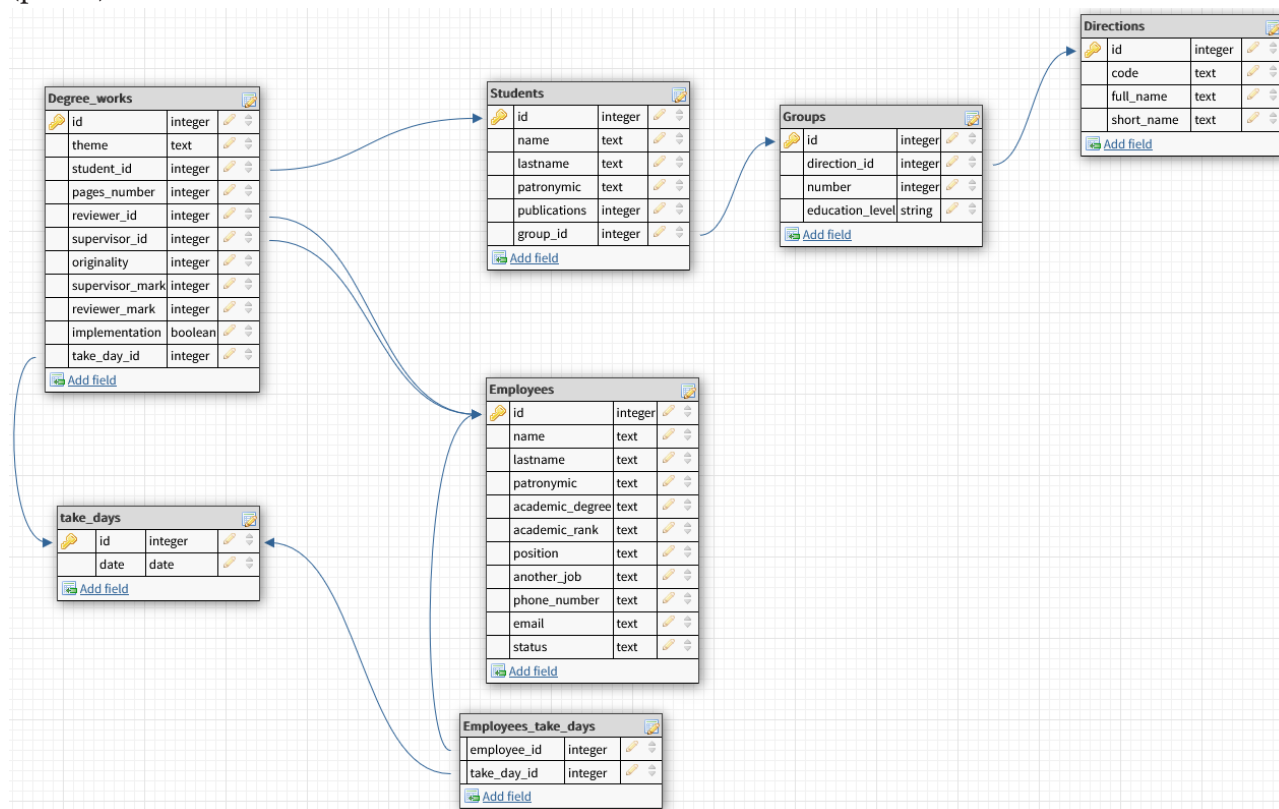 Directions
id integer
code text
full_name text
short_name text
Add field
Degree_works
id integer
theme text
student_id integer
pages_number integer
reviewer_id integer
supervisor_id integer
originality integer
supervisor_mark integer
reviewer_mark integer
implementation boolean
take_day_id integer
Add field
Students
id integer
name text
lastname text
patronymic text
publications integer
group_id integer
Add field
Groups
id integer
direction_id integer
number integer
education_level string
Add field
Employees
id integer
name text
lastname text
patronymic text
academic_degree text
academic_rank text
position text
another_job text
phone_number text
email text
status text
Add field
take_days
id integer
date date
Add field
Employees_take_days
employee_id integer
take_day_id integer
Add field